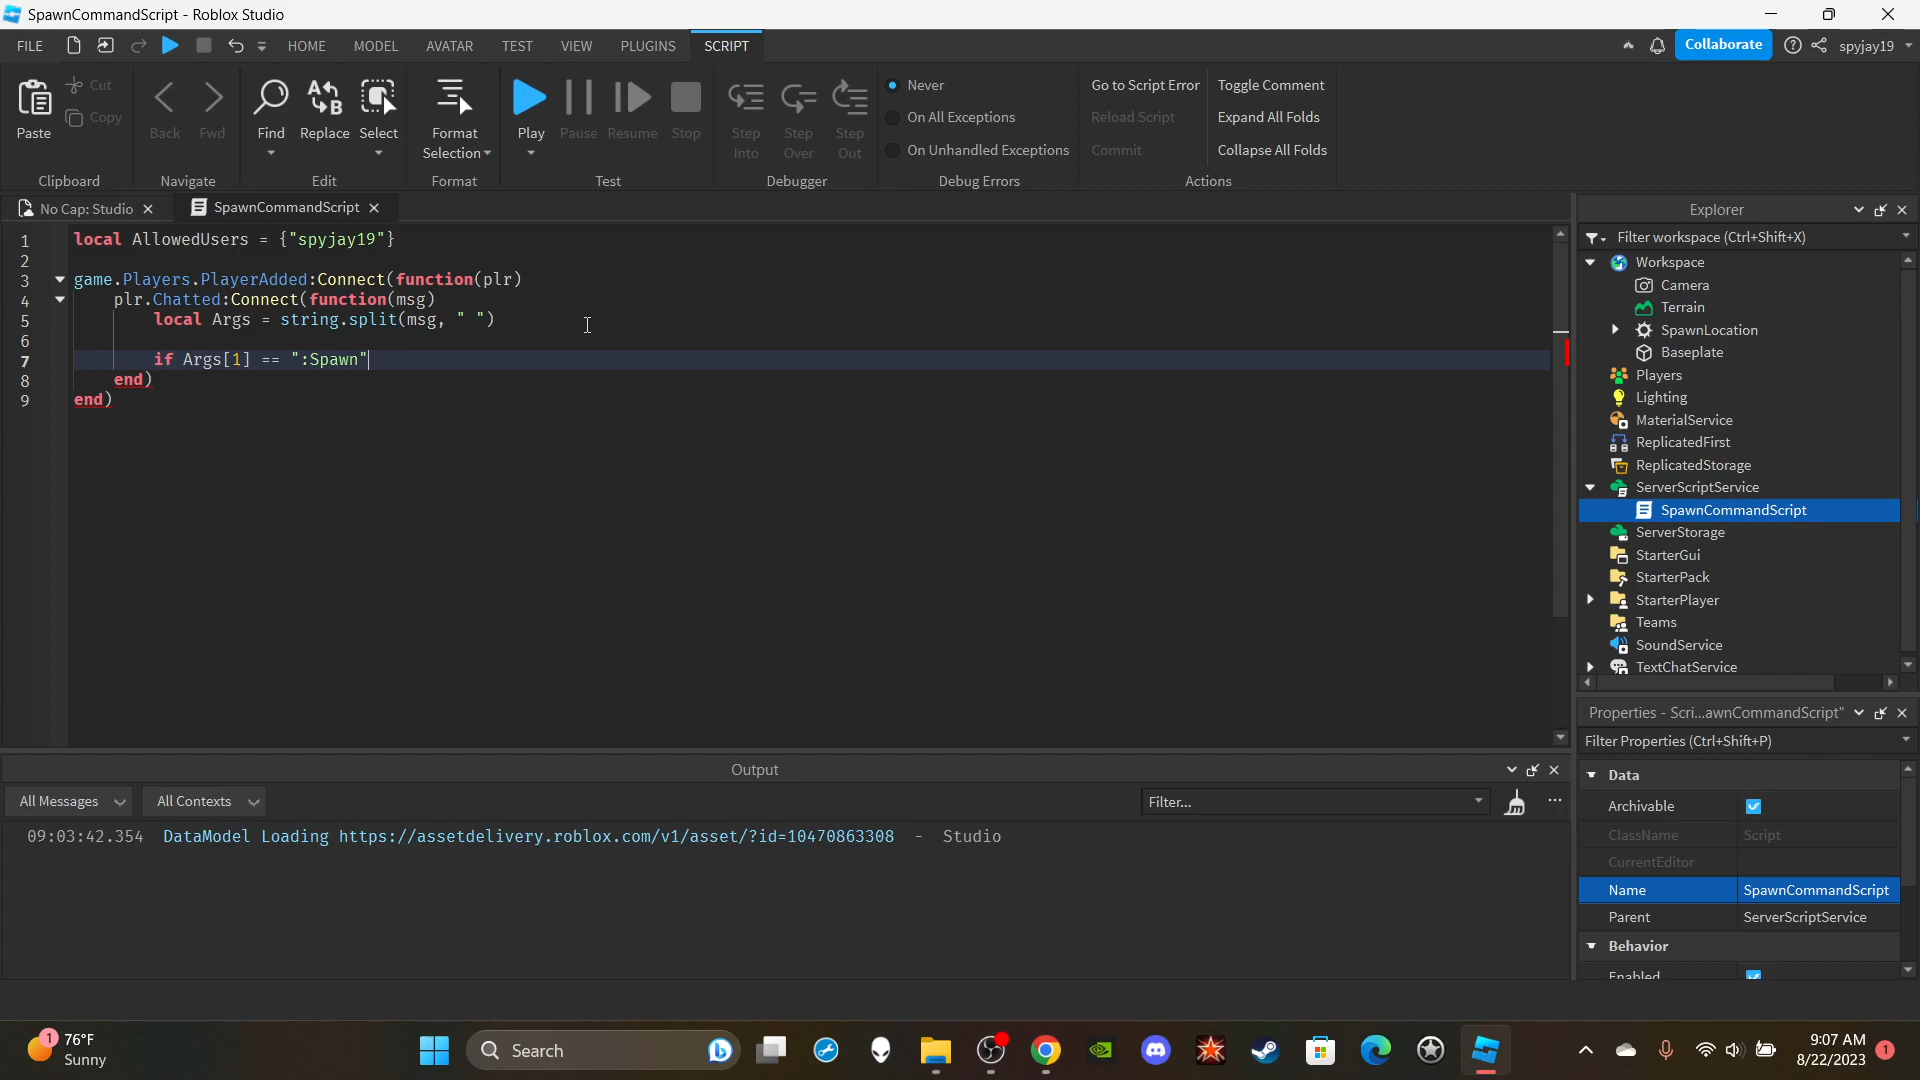 SpawnCommandScript - Roblox Studio
FILE HOME MODEL AVATAR TEST VIEW PLUGINS SCRIPT Collaborate spyjay19
Paste Cut Copy Clipboard
Back Fwd Navigate
Find Replace Select Edit
Format Selection Format
Play Pause Resume Stop Test
Step Into Step Over Step Out Debugger
Never
On All Exceptions
On Unhandled Exceptions
Debug Errors
Go to Script Error Toggle Comment
Reload Script Expand All Folds
Commit Collapse All Folds
Actions
No Cap: Studio SpawnCommandScript
1 local AllowedUsers = {"spyjay19"}
2
3 game.Players.PlayerAdded:Connect(function(plr)
4 plr.Chatted:Connect(function(msg)
5 local Args = string.split(msg, " ")
6
7 if Args[1] == ":Spawn"
8 end)
9 end)
Explorer
Filter workspace (Ctrl+Shift+X)
Workspace
Camera
Terrain
SpawnLocation
Baseplate
Players
Lighting
MaterialService
ReplicatedFirst
ReplicatedStorage
ServerScriptService
SpawnCommandScript
ServerStorage
StarterGui
StarterPack
StarterPlayer
Teams
SoundService
TextChatService
Properties - Scri...awnCommandScript"
Filter Properties (Ctrl+Shift+P)
Data
Archivable
ClassName Script
CurrentEditor
Name SpawnCommandScript
Parent ServerScriptService
Behavior
Enabled
Output
All Messages All Contexts Filter...
09:03:42.354 DataModel Loading https://assetdelivery.roblox.com/v1/asset/?id=10470863308 - Studio
1 76°F
Sunny
Search
9:07 AM
8/22/2023 1